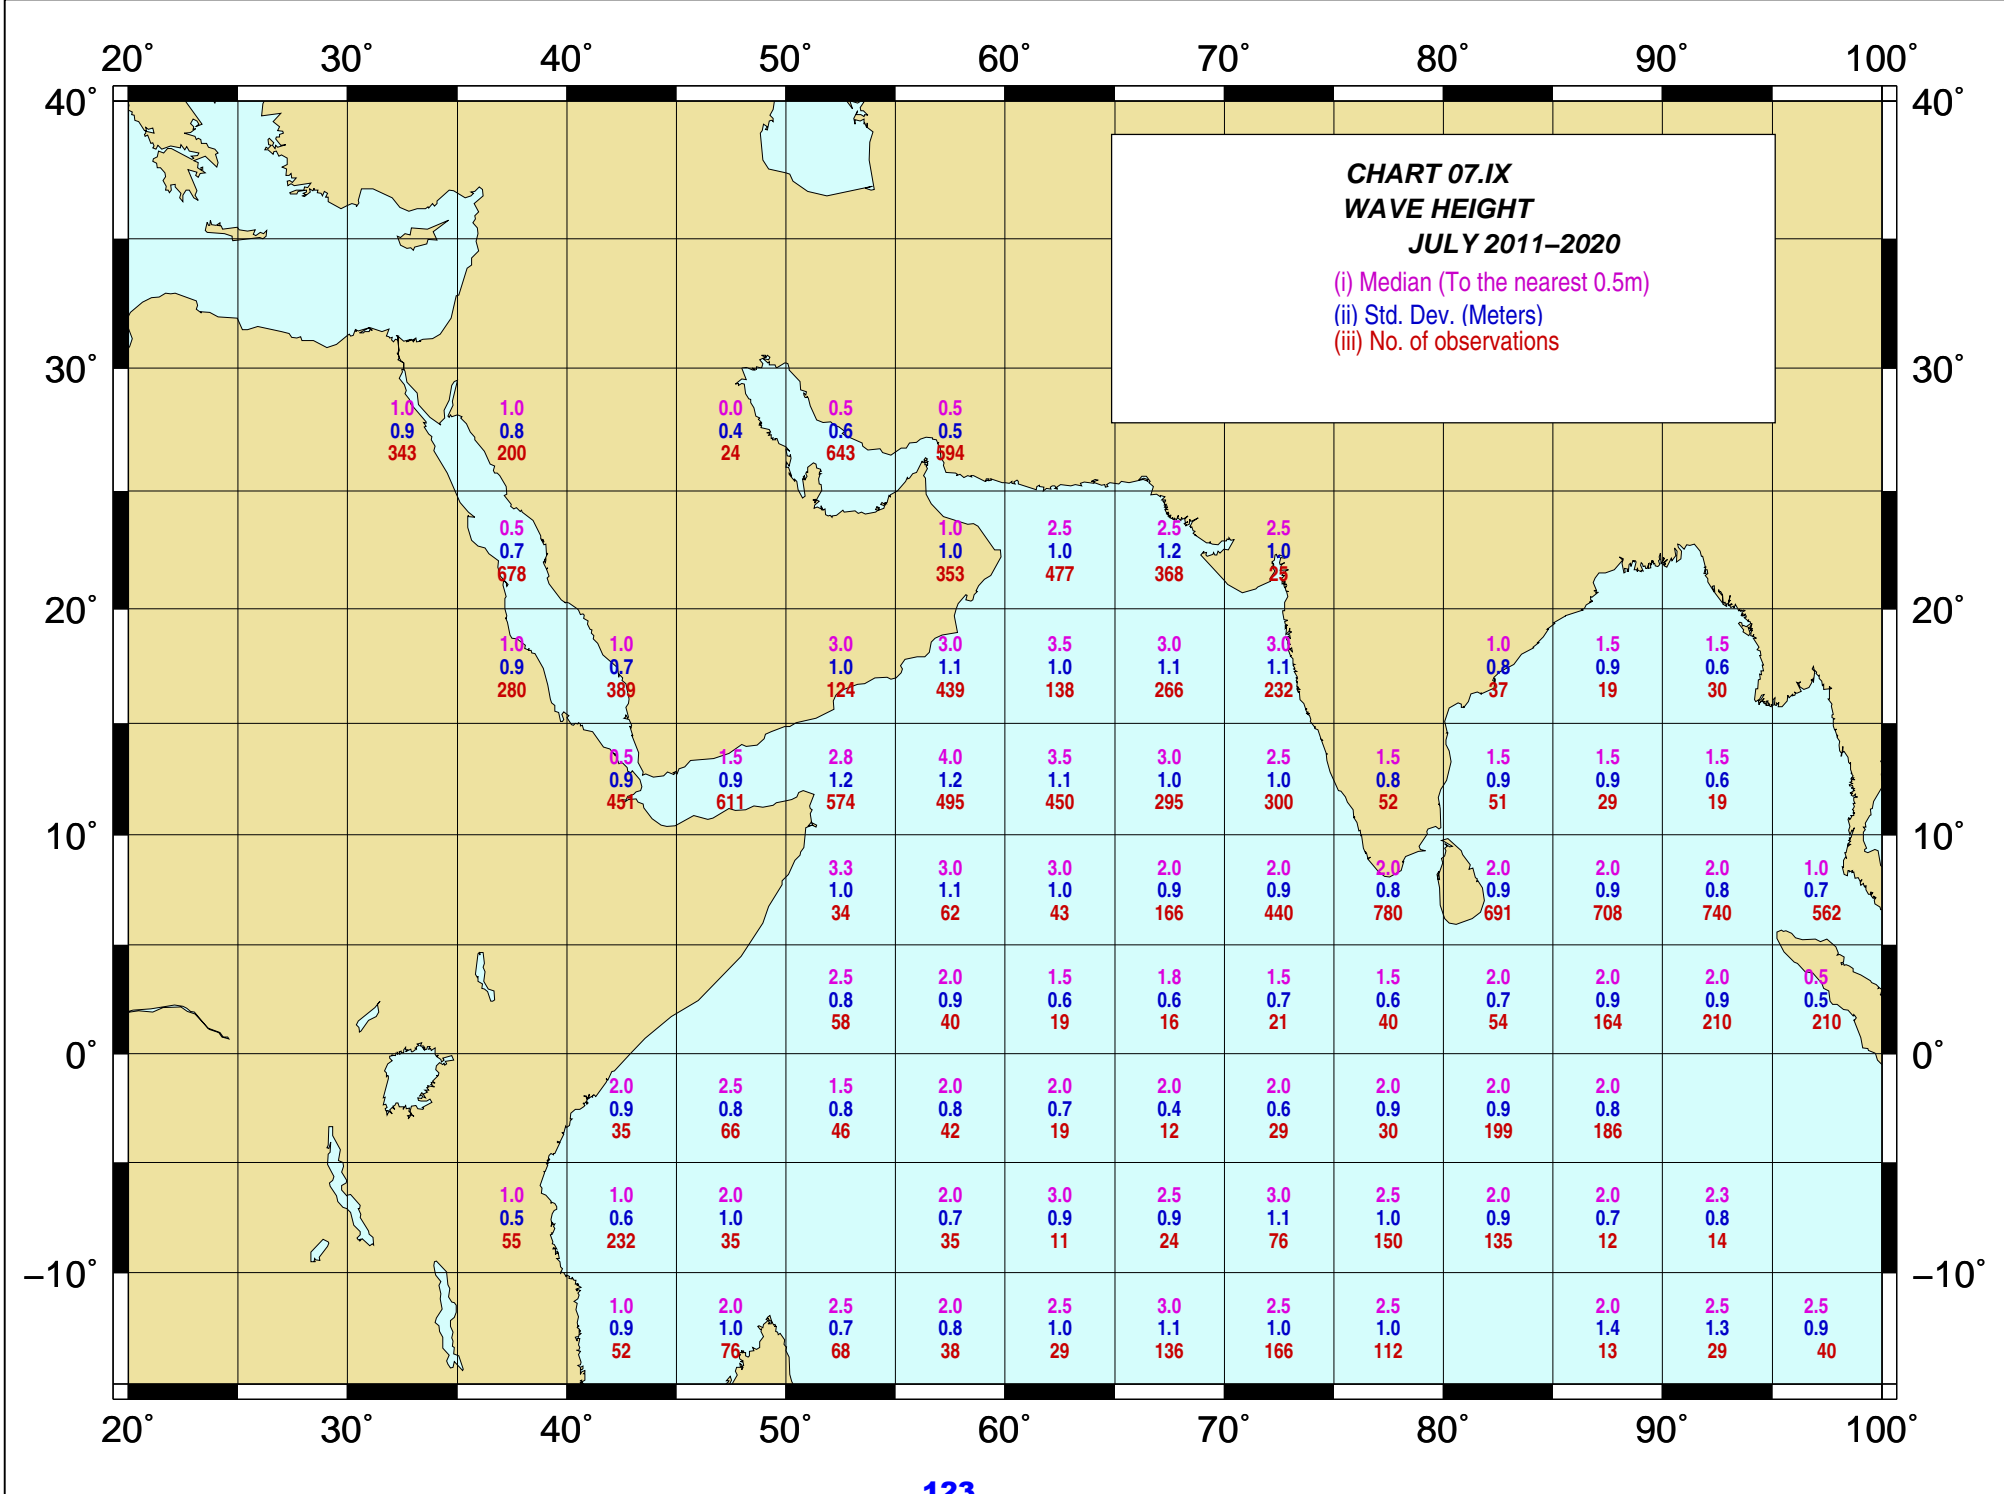 20° 30° 40° 50° 60° 70° 80° 90° 100°
40° 40°
CHART 07.IX
WAVE HEIGHT
JULY 2011–2020
(i) Median (To the nearest 0.5m)
(ii) Std. Dev. (Meters)
(iii) No. of observations
30° 30°
1.0 1.0 0.0 0.5 0.5
0.9 0.8 0.4 0.6 0.5
343 200 24 643 594
0.5 1.0 2.5 2.5 2.5
0.7 1.0 1.0 1.2 1.0
678 353 477 368 25
20° 20°
1.0 1.0 3.0 3.0 3.5 3.0 3.0 1.0 1.5 1.5
0.9 0.7 1.0 1.1 1.0 1.1 1.1 0.8 0.9 0.6
280 389 124 439 138 266 232 37 19 30
0.5 1.5 2.8 4.0 3.5 3.0 2.5 1.5 1.5 1.5 1.5
0.9 0.9 1.2 1.2 1.1 1.0 1.0 0.8 0.9 0.9 0.6
451 611 574 495 450 295 300 52 51 29 19
10° 10°
3.3 3.0 3.0 2.0 2.0 2.0 2.0 2.0 2.0 1.0
1.0 1.1 1.0 0.9 0.9 0.8 0.9 0.9 0.8 0.7
34 62 43 166 440 780 691 708 740 562
2.5 2.0 1.5 1.8 1.5 1.5 2.0 2.0 2.0 0.5
0.8 0.9 0.6 0.6 0.7 0.6 0.7 0.9 0.9 0.5
58 40 19 16 21 40 54 164 210 210
0° 0°
2.0 2.5 1.5 2.0 2.0 2.0 2.0 2.0 2.0 2.0
0.9 0.8 0.8 0.8 0.7 0.4 0.6 0.9 0.9 0.8
35 66 46 42 19 12 29 30 199 186
1.0 1.0 2.0 2.0 3.0 2.5 3.0 2.5 2.0 2.0 2.3
0.5 0.6 1.0 0.7 0.9 0.9 1.1 1.0 0.9 0.7 0.8
55 232 35 35 11 24 76 150 135 12 14
–10° –10°
1.0 2.0 2.5 2.0 2.5 3.0 2.5 2.5 2.0 2.5 2.5
0.9 1.0 0.7 0.8 1.0 1.1 1.0 1.0 1.4 1.3 0.9
52 76 68 38 29 136 166 112 13 29 40
20° 30° 40° 50° 60° 70° 80° 90° 100°
123